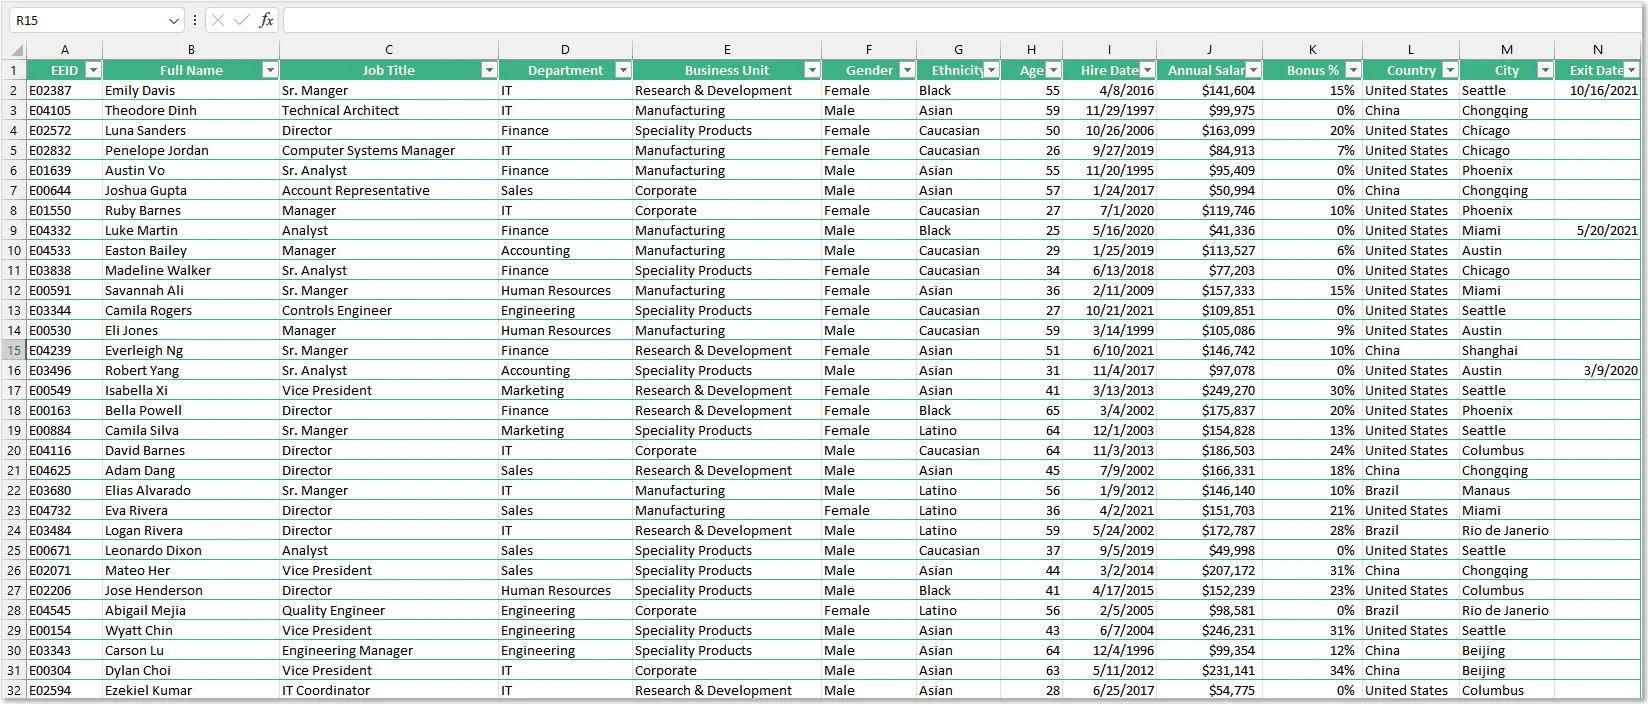 R15 fx
A B C D E F G H I J K L M N
1 EEID Full Name Job Title Department Business Unit Gender Ethnicity Age Hire Date Annual Salar Bonus % Country City Exit Date
2 E02387 Emily Davis Sr. Manger IT Research & Development Female Black 55 4/8/2016 $141,604 15% United States Seattle 10/16/2021
3 E04105 Theodore Dinh Technical Architect IT Manufacturing Male Asian 59 11/29/1997 $99,975 0% China Chongqing
4 E02572 Luna Sanders Director Finance Speciality Products Female Caucasian 50 10/26/2006 $163,099 20% United States Chicago
5 E02832 Penelope Jordan Computer Systems Manager IT Manufacturing Female Caucasian 26 9/27/2019 $84,913 7% United States Chicago
6 E01639 Austin Vo Sr. Analyst Finance Manufacturing Male Asian 55 11/20/1995 $95,409 0% United States Phoenix
7 E00644 Joshua Gupta Account Representative Sales Corporate Male Asian 57 1/24/2017 $50,994 0% China Chongqing
8 E01550 Ruby Barnes Manager IT Corporate Female Caucasian 27 7/1/2020 $119,746 10% United States Phoenix
9 E04332 Luke Martin Analyst Finance Manufacturing Male Black 25 5/16/2020 $41,336 0% United States Miami 5/20/2021
10 E04533 Easton Bailey Manager Accounting Manufacturing Male Caucasian 29 1/25/2019 $113,527 6% United States Austin
11 E03838 Madeline Walker Sr. Analyst Finance Speciality Products Female Caucasian 34 6/13/2018 $77,203 0% United States Chicago
12 E00591 Savannah Ali Sr. Manger Human Resources Manufacturing Female Asian 36 2/11/2009 $157,333 15% United States Miami
13 E03344 Camila Rogers Controls Engineer Engineering Speciality Products Female Caucasian 27 10/21/2021 $109,851 0% United States Seattle
14 E00530 Eli Jones Manager Human Resources Manufacturing Male Caucasian 59 3/14/1999 $105,086 9% United States Austin
15 E04239 Everleigh Ng Sr. Manger Finance Research & Development Female Asian 51 6/10/2021 $146,742 10% China Shanghai
16 E03496 Robert Yang Sr. Analyst Accounting Speciality Products Male Asian 31 11/4/2017 $97,078 0% United States Austin 3/9/2020
17 E00549 Isabella Xi Vice President Marketing Research & Development Female Asian 41 3/13/2013 $249,270 30% United States Seattle
18 E00163 Bella Powell Director Finance Research & Development Female Black 65 3/4/2002 $175,837 20% United States Phoenix
19 E00884 Camila Silva Sr. Manger Marketing Speciality Products Female Latino 64 12/1/2003 $154,828 13% United States Seattle
20 E04116 David Barnes Director IT Corporate Male Caucasian 64 11/3/2013 $186,503 24% United States Columbus
21 E04625 Adam Dang Director Sales Research & Development Male Asian 45 7/9/2002 $166,331 18% China Chongqing
22 E03680 Elias Alvarado Sr. Manger IT Manufacturing Male Latino 56 1/9/2012 $146,140 10% Brazil Manaus
23 E04732 Eva Rivera Director Sales Manufacturing Female Latino 36 4/2/2021 $151,703 21% United States Miami
24 E03484 Logan Rivera Director IT Research & Development Male Latino 59 5/24/2002 $172,787 28% Brazil Rio de Janerio
25 E00671 Leonardo Dixon Analyst Sales Speciality Products Male Caucasian 37 9/5/2019 $49,998 0% United States Seattle
26 E02071 Mateo Her Vice President Sales Speciality Products Male Asian 44 3/2/2014 $207,172 31% China Chongqing
27 E02206 Jose Henderson Director Human Resources Speciality Products Male Black 41 4/17/2015 $152,239 23% United States Columbus
28 E04545 Abigail Mejia Quality Engineer Engineering Corporate Female Latino 56 2/5/2005 $98,581 0% Brazil Rio de Janerio
29 E00154 Wyatt Chin Vice President Engineering Speciality Products Male Asian 43 6/7/2004 $246,231 31% United States Seattle
30 E03343 Carson Lu Engineering Manager Engineering Speciality Products Male Asian 64 12/4/1996 $99,354 12% China Beijing
31 E00304 Dylan Choi Vice President IT Corporate Male Asian 63 5/11/2012 $231,141 34% China Beijing
32 E02594 Ezekiel Kumar IT Coordinator IT Research & Development Male Asian 28 6/25/2017 $54,775 0% United States Columbus